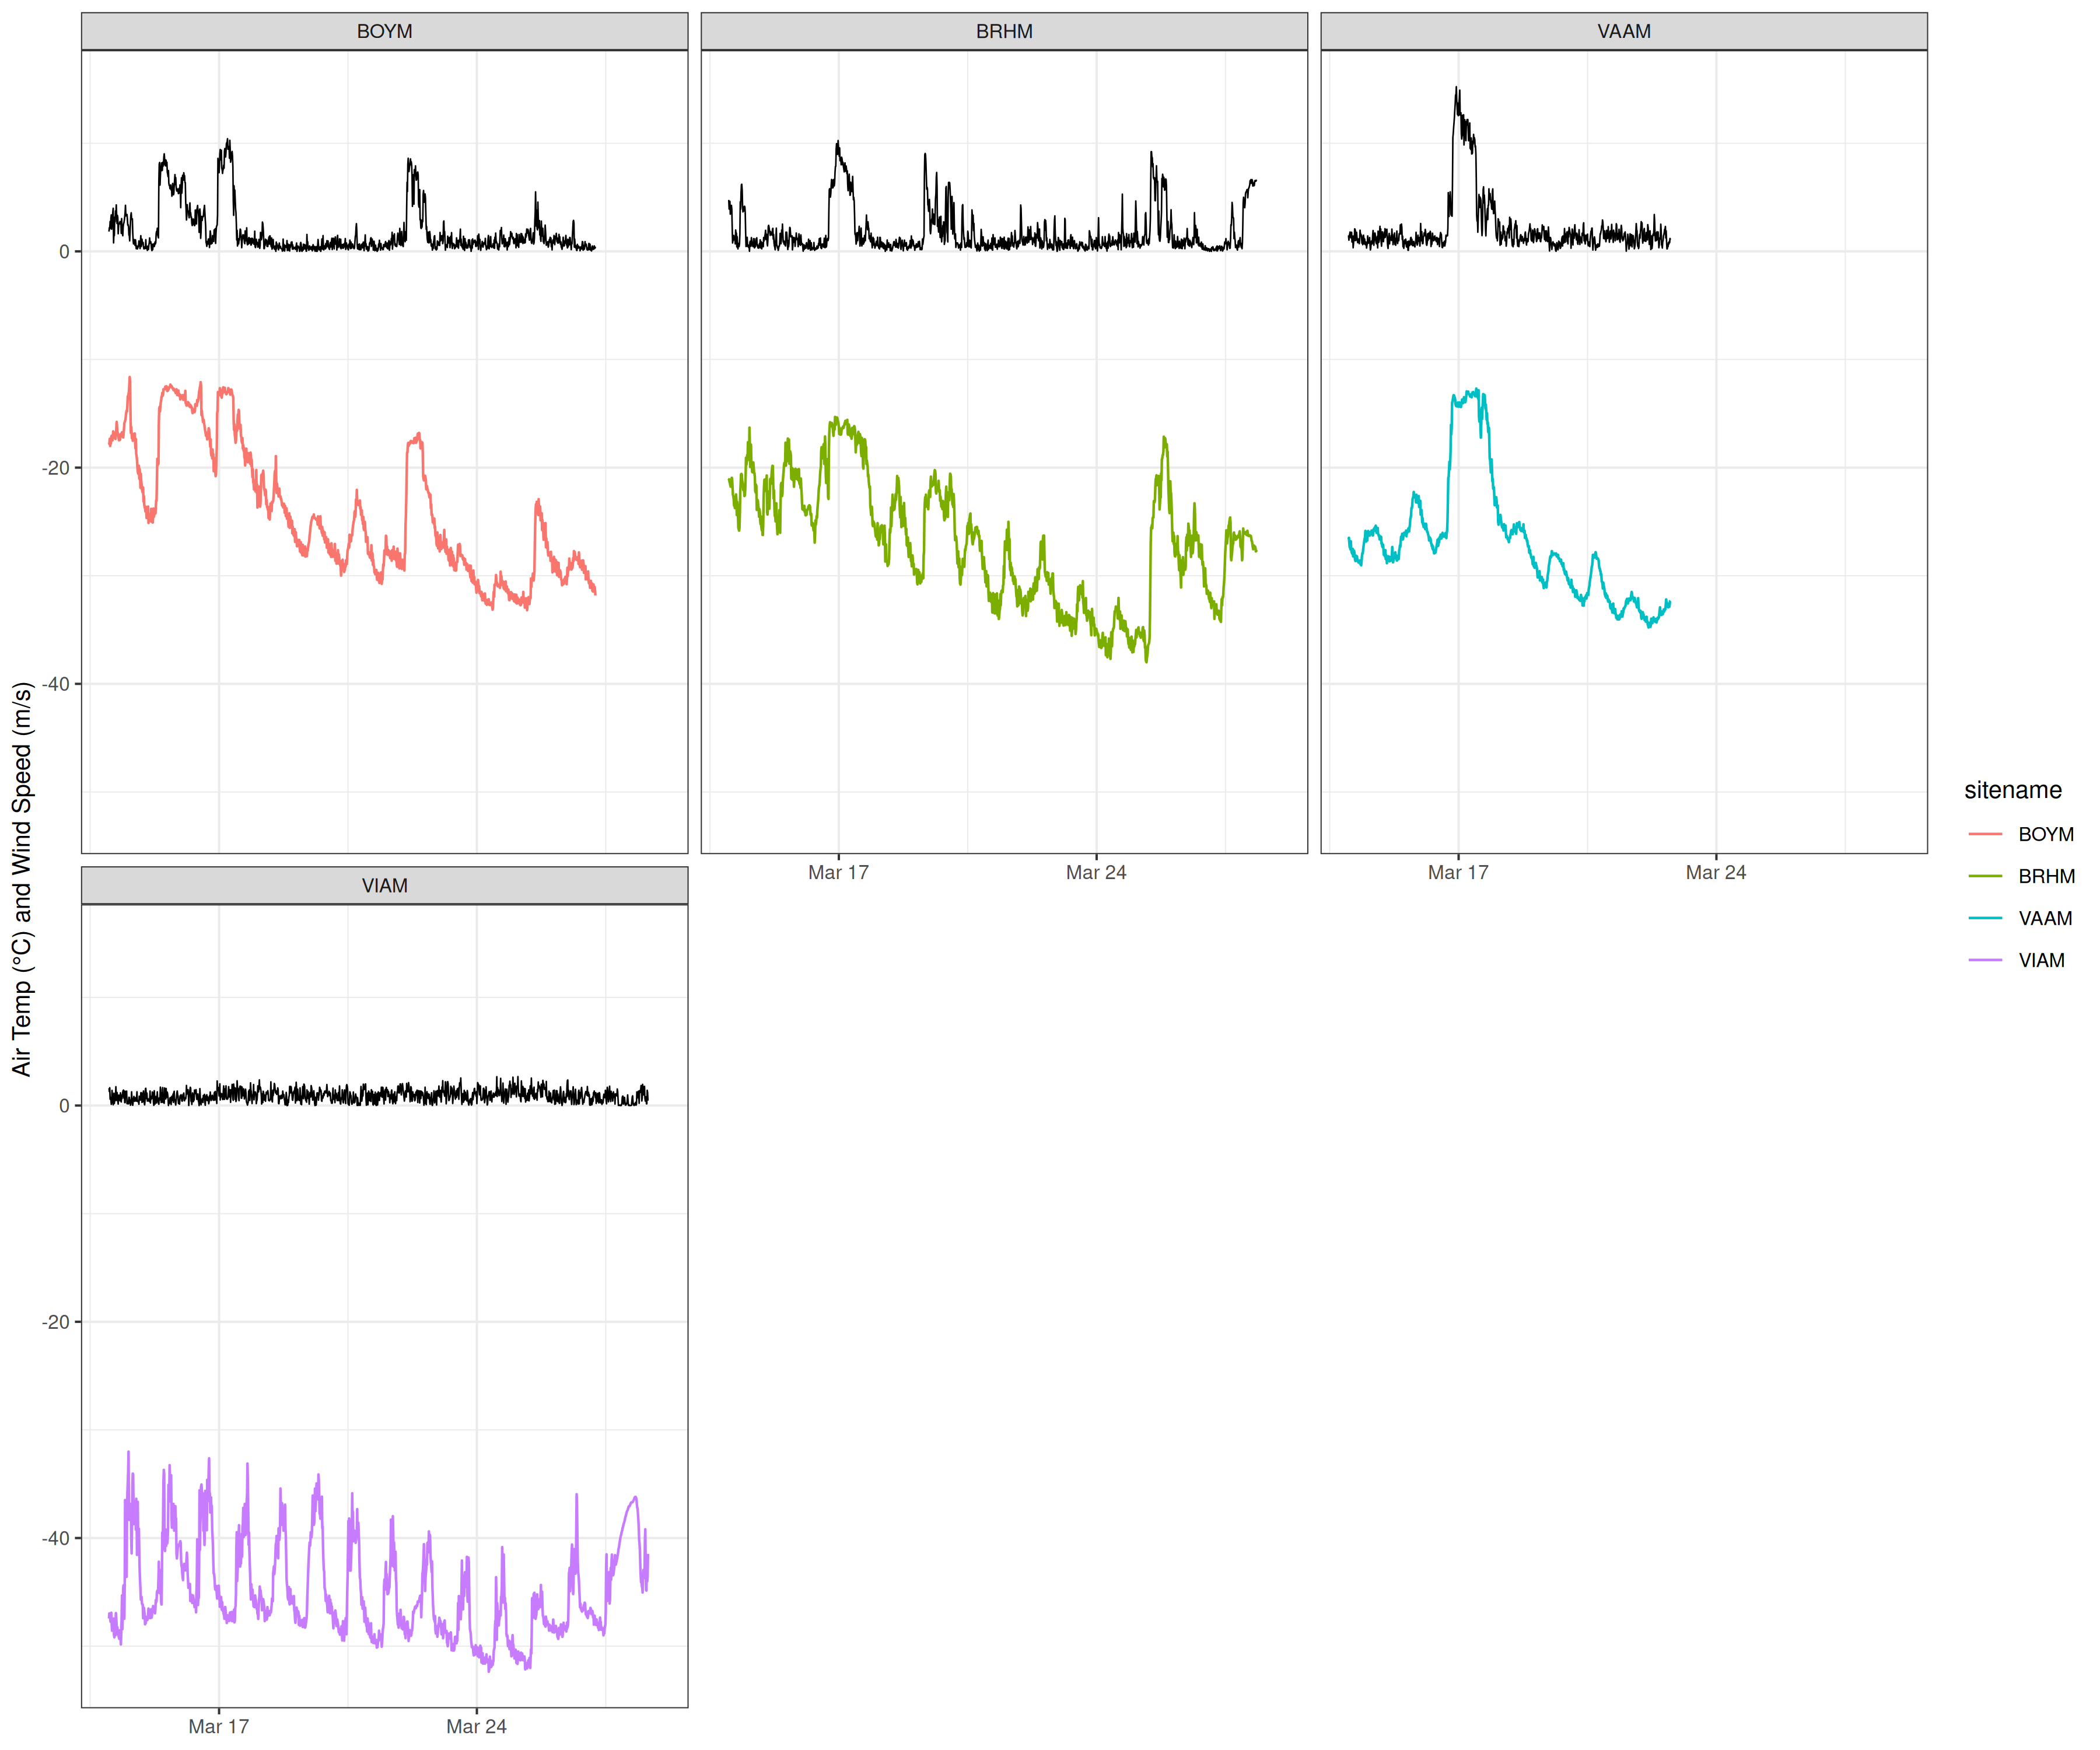 BOYM
BRHM
VAAM
0
-20
-40
Mar 17
Mar 24
Mar 17
Mar 24
VIAM
0
-20
-40
Mar 17
Mar 24
Air Temp (°C) and Wind Speed (m/s)
sitename
BOYM
BRHM
VAAM
VIAM